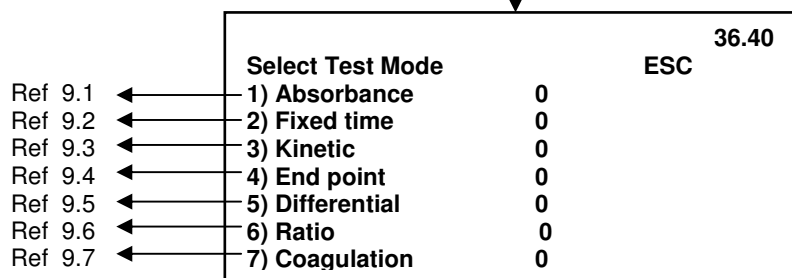 36.40
Select Test Mode ESC
Ref 9.1 1) Absorbance 0
Ref 9.2 2) Fixed time 0
Ref 9.3 3) Kinetic 0
Ref 9.4 4) End point 0
Ref 9.5 5) Differential 0
Ref 9.6 6) Ratio 0
Ref 9.7 7) Coagulation 0